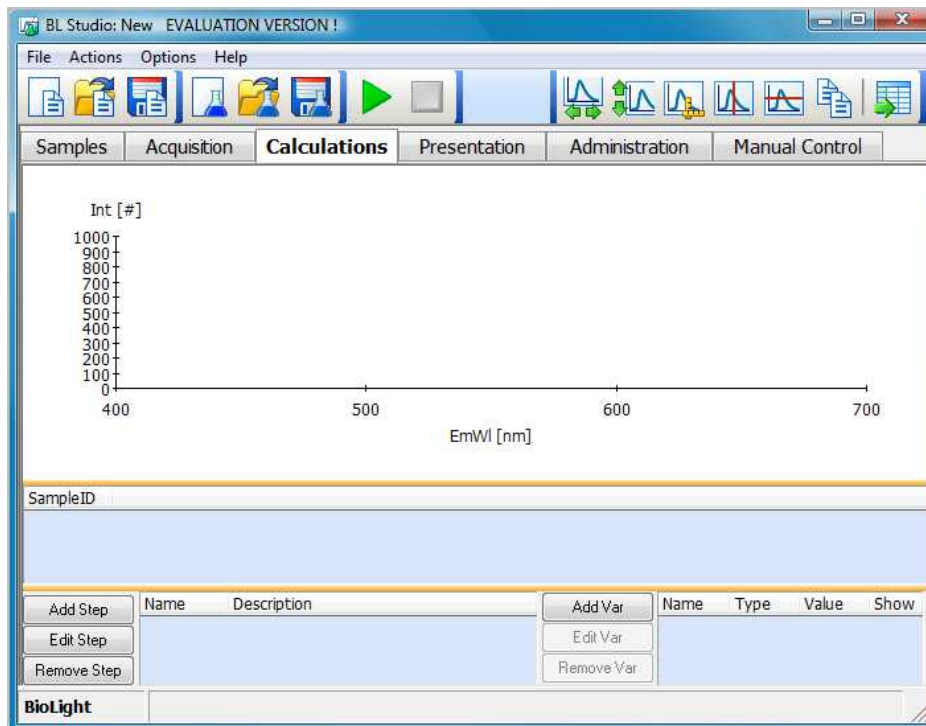 BL Studio: New EVALUATION VERSION !
File Actions Options Help
Samples Acquisition Calculations Presentation Administration Manual Control
Int [#]
1000
900
800
700
600
500
400
300
200
100
0
400 500 600 700
EmWl [nm]
SampleID
Add Step Name Description Add Var Name Type Value Show
Edit Step Edit Var
Remove Step Remove Var
BioLight